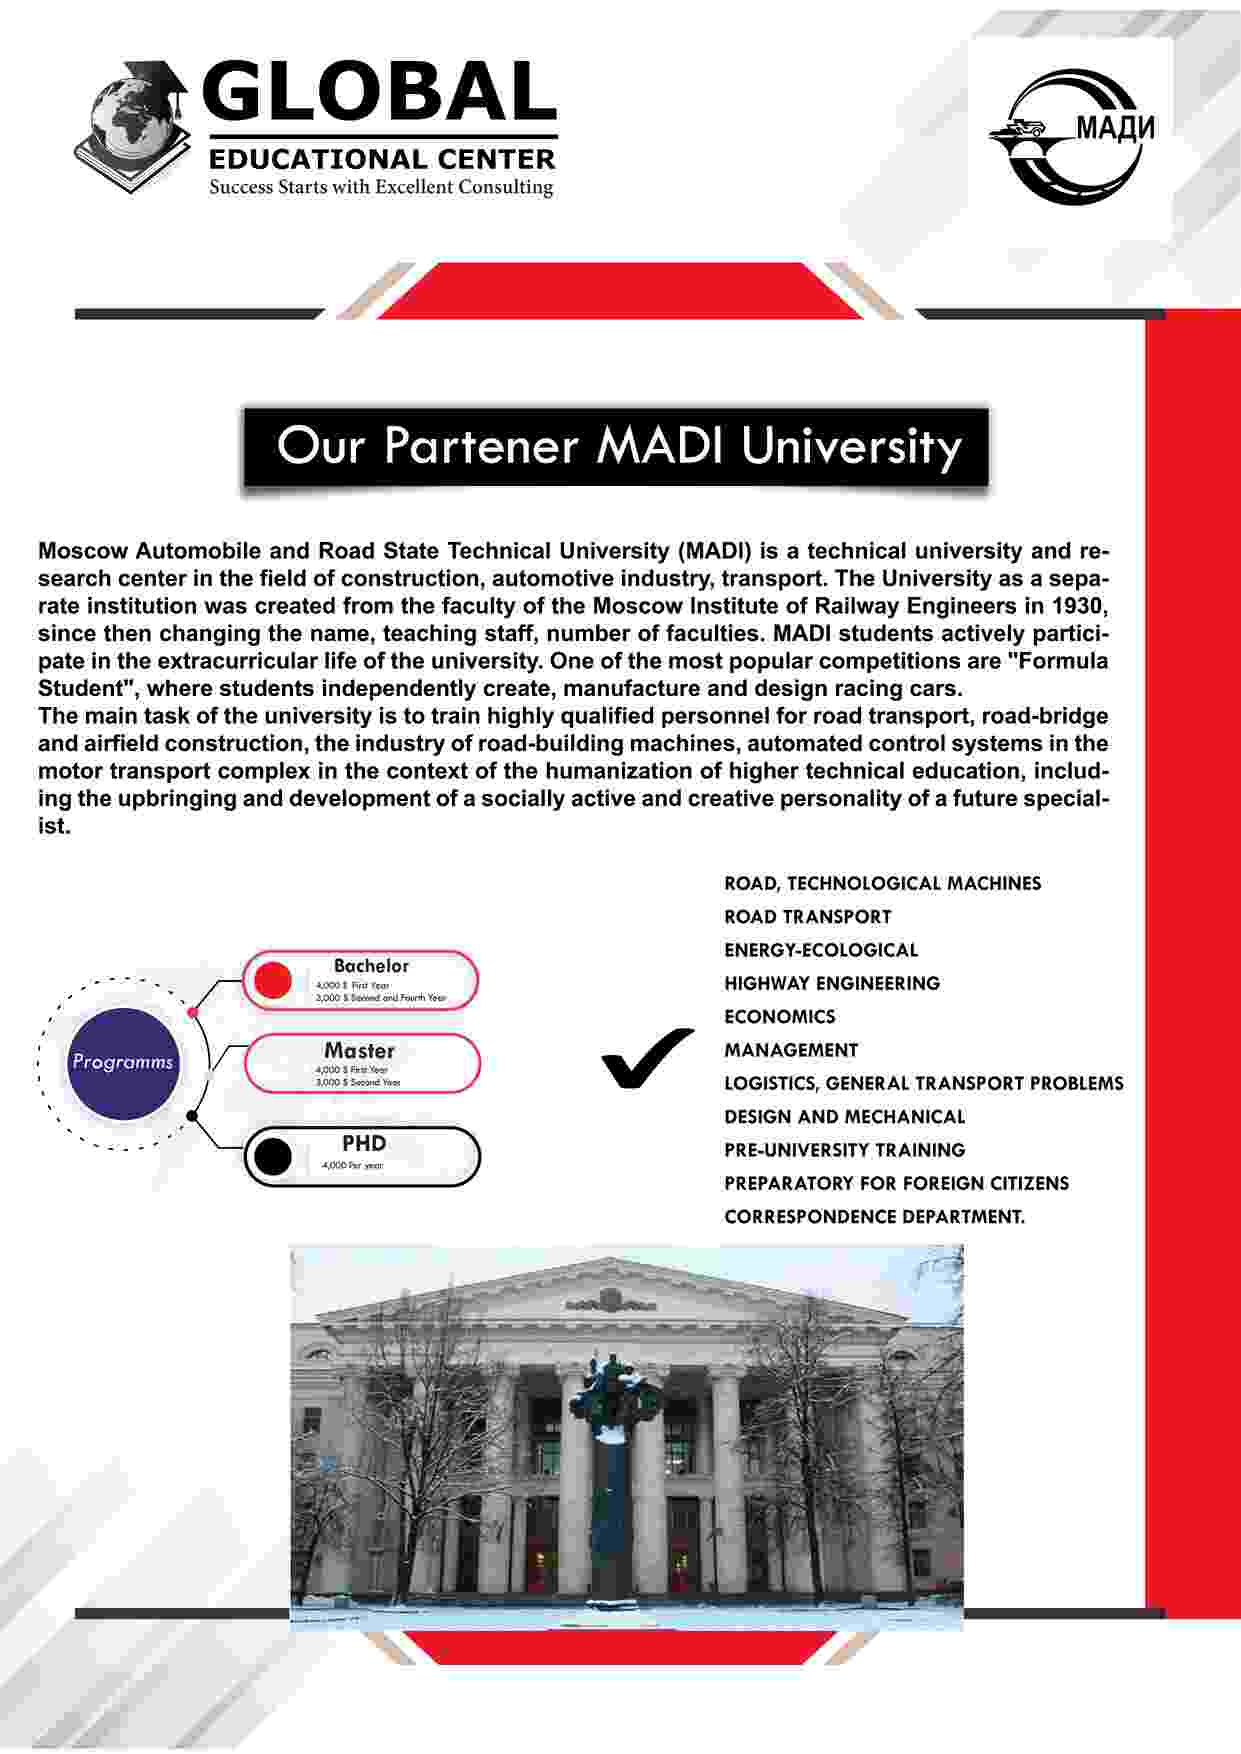 GLOBAL
EDUCATIONAL CENTER
Success Starts with Excellent Consulting
МАДИ
Our Partener MADI University
Moscow Automobile and Road State Technical University (MADI) is a technical university and re-
search center in the field of construction, automotive industry, transport. The University as a sepa-
rate institution was created from the faculty of the Moscow Institute of Railway Engineers in 1930,
since then changing the name, teaching staff, number of faculties. MADI students actively partici-
pate in the extracurricular life of the university. One of the most popular competitions are "Formula
Student", where students independently create, manufacture and design racing cars.
The main task of the university is to train highly qualified personnel for road transport, road-bridge
and airfield construction, the industry of road-building machines, automated control systems in the
motor transport complex in the context of the humanization of higher technical education, includ-
ing the upbringing and development of a socially active and creative personality of a future special-
ist.
Programms
Bachelor
4,000 $ First Year
3,000 $ Second and Fourth Year
Master
4,000 $ First Year
3,000 $ Second Year
PHD
4,000 Per year
ROAD, TECHNOLOGICAL MACHINES
ROAD TRANSPORT
ENERGY-ECOLOGICAL
HIGHWAY ENGINEERING
ECONOMICS
MANAGEMENT
LOGISTICS, GENERAL TRANSPORT PROBLEMS
DESIGN AND MECHANICAL
PRE-UNIVERSITY TRAINING
PREPARATORY FOR FOREIGN CITIZENS
CORRESPONDENCE DEPARTMENT.